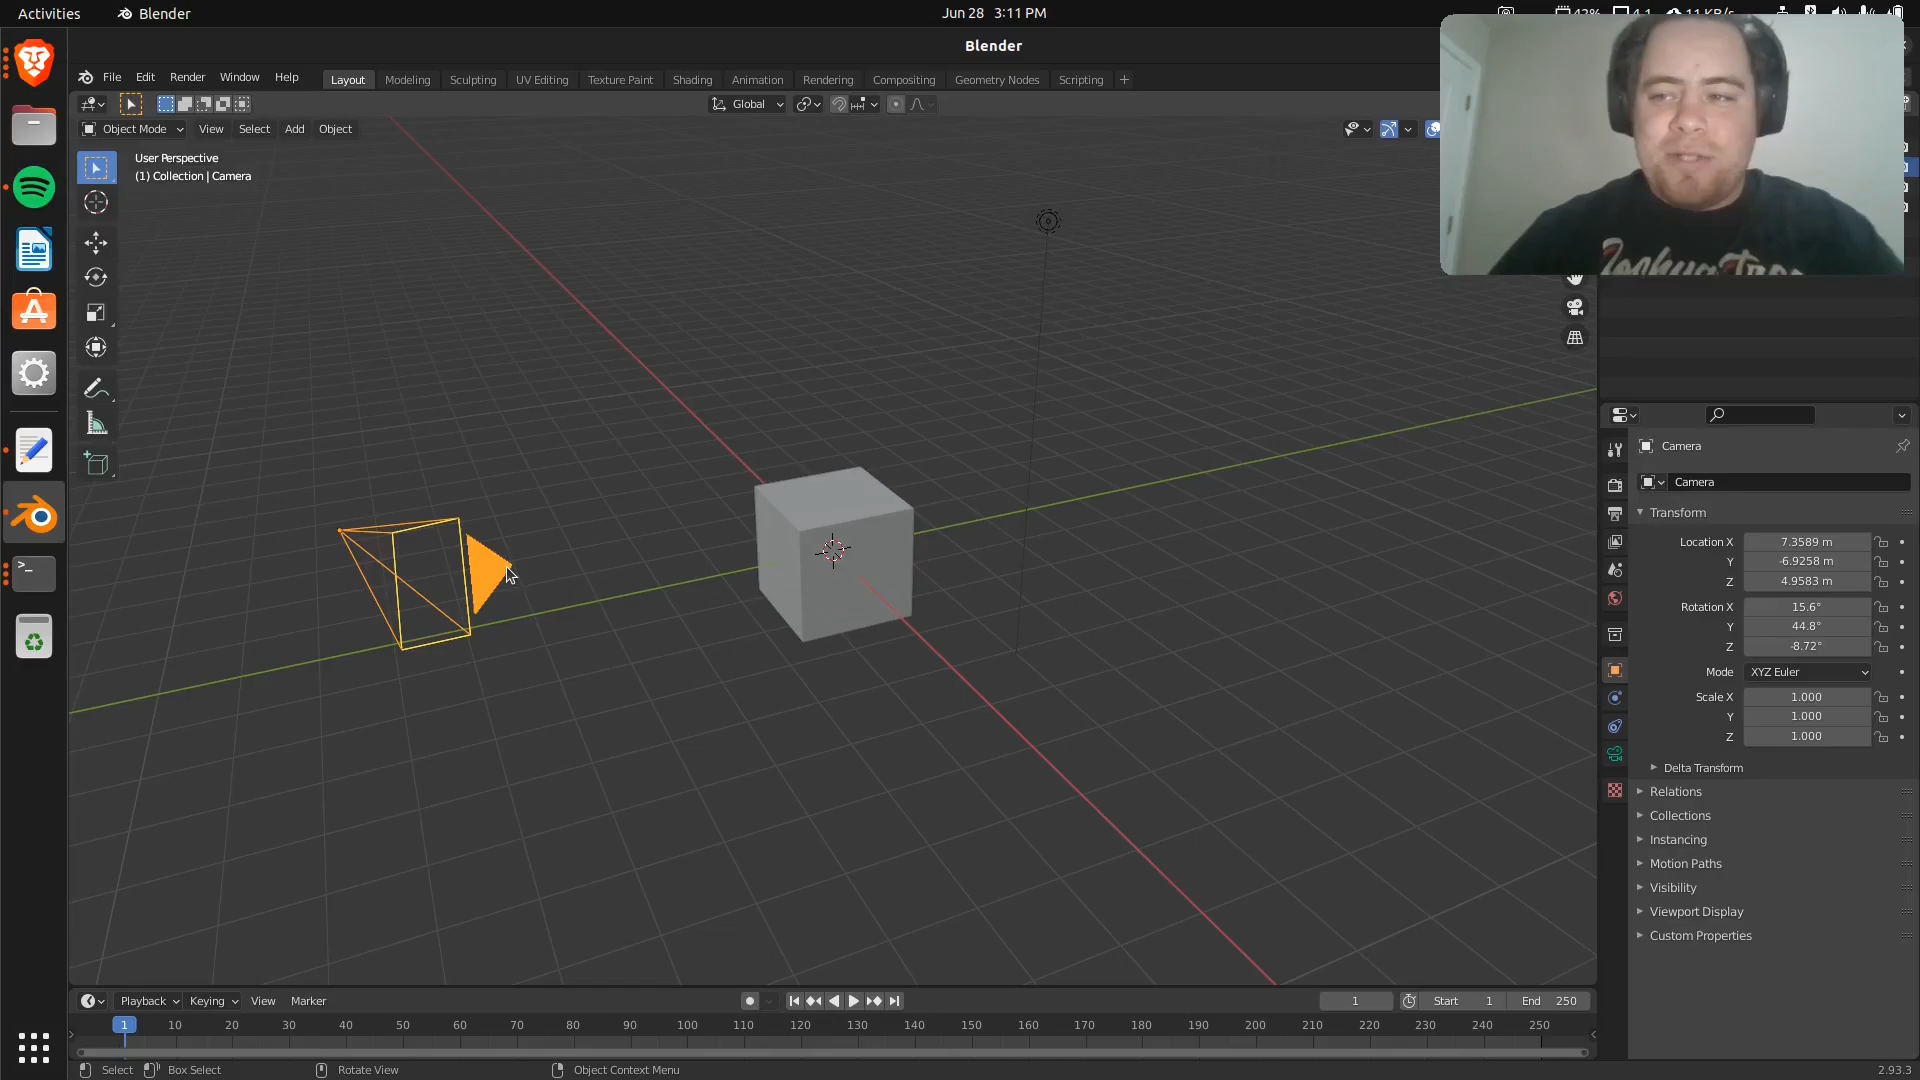 Activities
Blender
Jun 28 3:11 PM
42%
4.1
11 KB/s
Blender
File Edit Render Window Help
Layout Modeling Sculpting UV Editing Texture Paint Shading Animation Rendering Compositing Geometry Nodes Scripting +
Global
Object Mode View Select Add Object
User Perspective
(1) Collection | Camera
Camera
Camera
Transform
Location X 7.3589 m
Y -6.9258 m
Z 4.9583 m
Rotation X 15.6°
Y 44.8°
Z -8.72°
Mode XYZ Euler
Scale X 1.000
Y 1.000
Z 1.000
Delta Transform
Relations
Collections
Instancing
Motion Paths
Visibility
Viewport Display
Custom Properties
Playback Keying View Marker
1
Start 1
End 250
1 10 20 30 40 50 60 70 80 90 100 110 120 130 140 150 160 170 180 190 200 210 220 230 240 250
Select Box Select Rotate View Object Context Menu
2.93.3